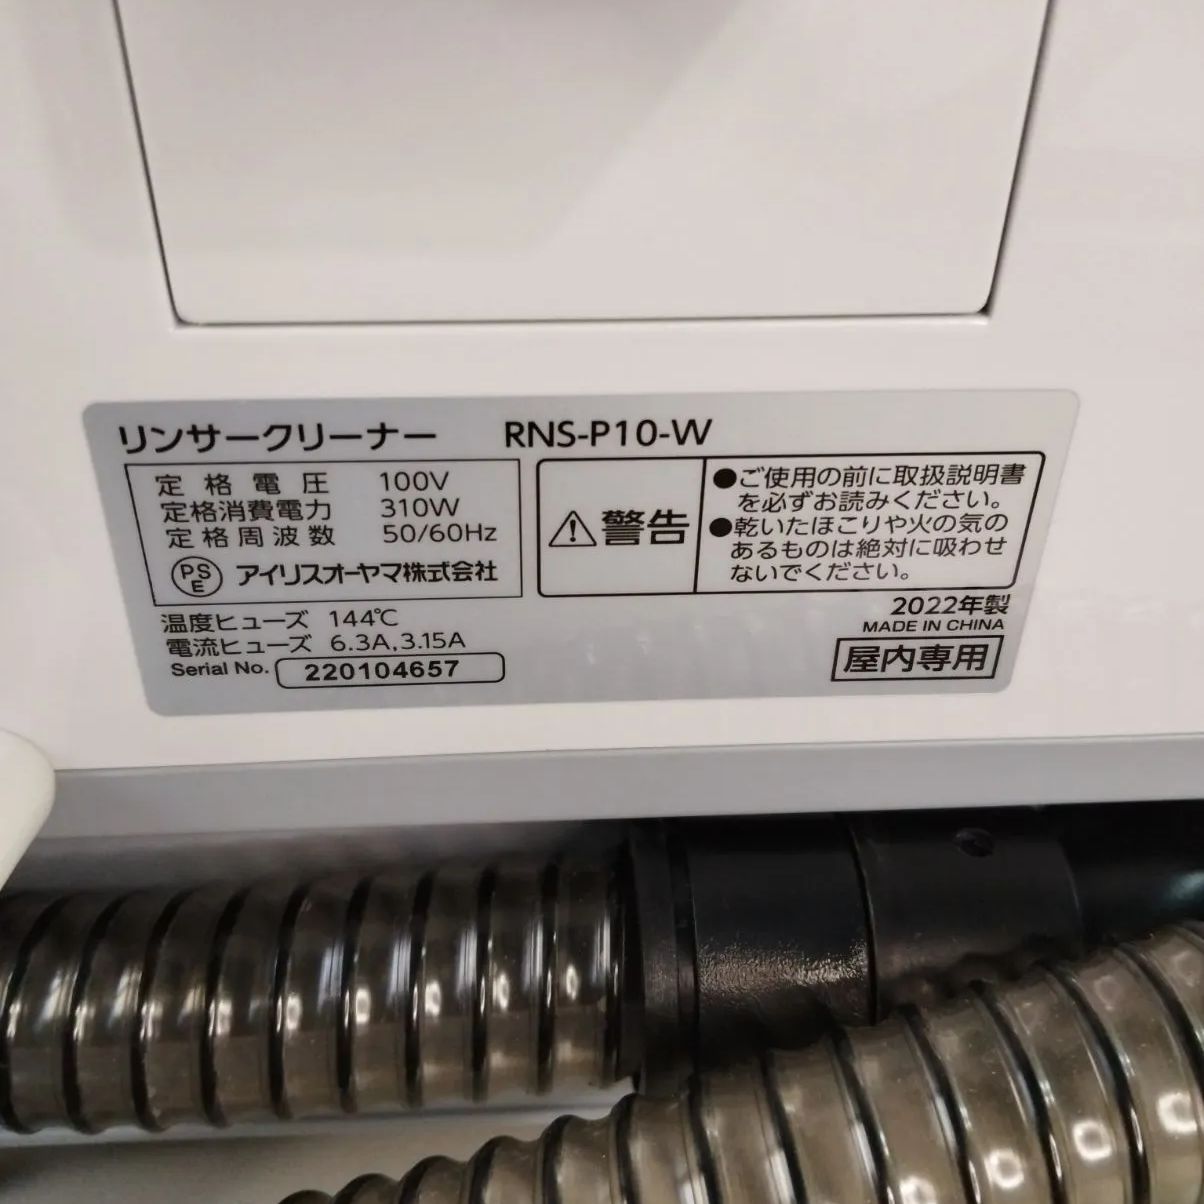 リンサークリーナー RNS-P10-W
定格電圧 100V
定格消費電力 310W
定格周波数 50/60Hz
PSE アイリスオーヤマ株式会社
温度ヒューズ 144℃
電流ヒューズ 6.3A,3.15A
Serial No. 220104657
警告
●ご使用の前に取扱説明書
を必ずお読みください。
●乾いたほこりや火の気の
あるものは絶対に吸わせ
ないでください。
2022年製
MADE IN CHINA
屋内専用